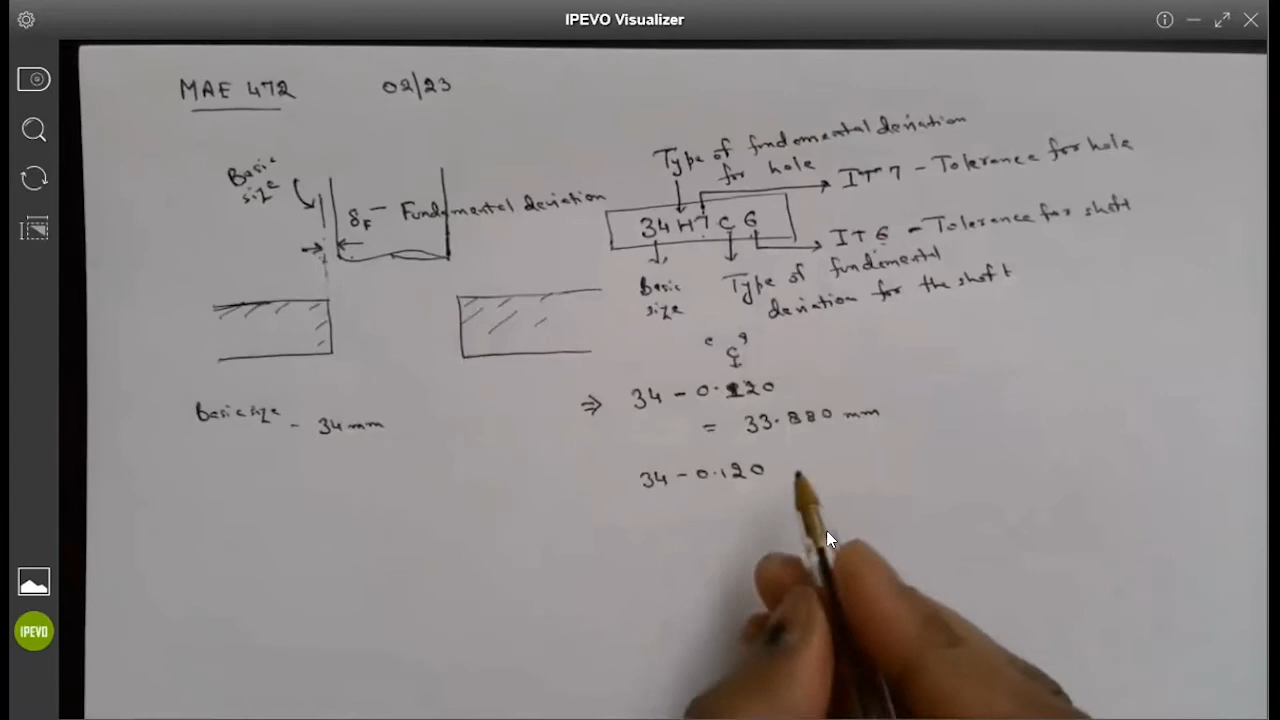 IPEVO Visualizer
MAE 472 02/23
Basic
size
δF - Fundamental deviation
Type of fundemental deviation
for hole
IT 7 - Tolerance for hole
34 H7 C 6
IT 6 - Tolerance for shaft
Basic
size
Type of fundimental
deviation for the shaft
" c "
⇒ 34 - 0.120
= 33.880 mm
Basic size - 34 mm
34 - 0.120
IPEVO